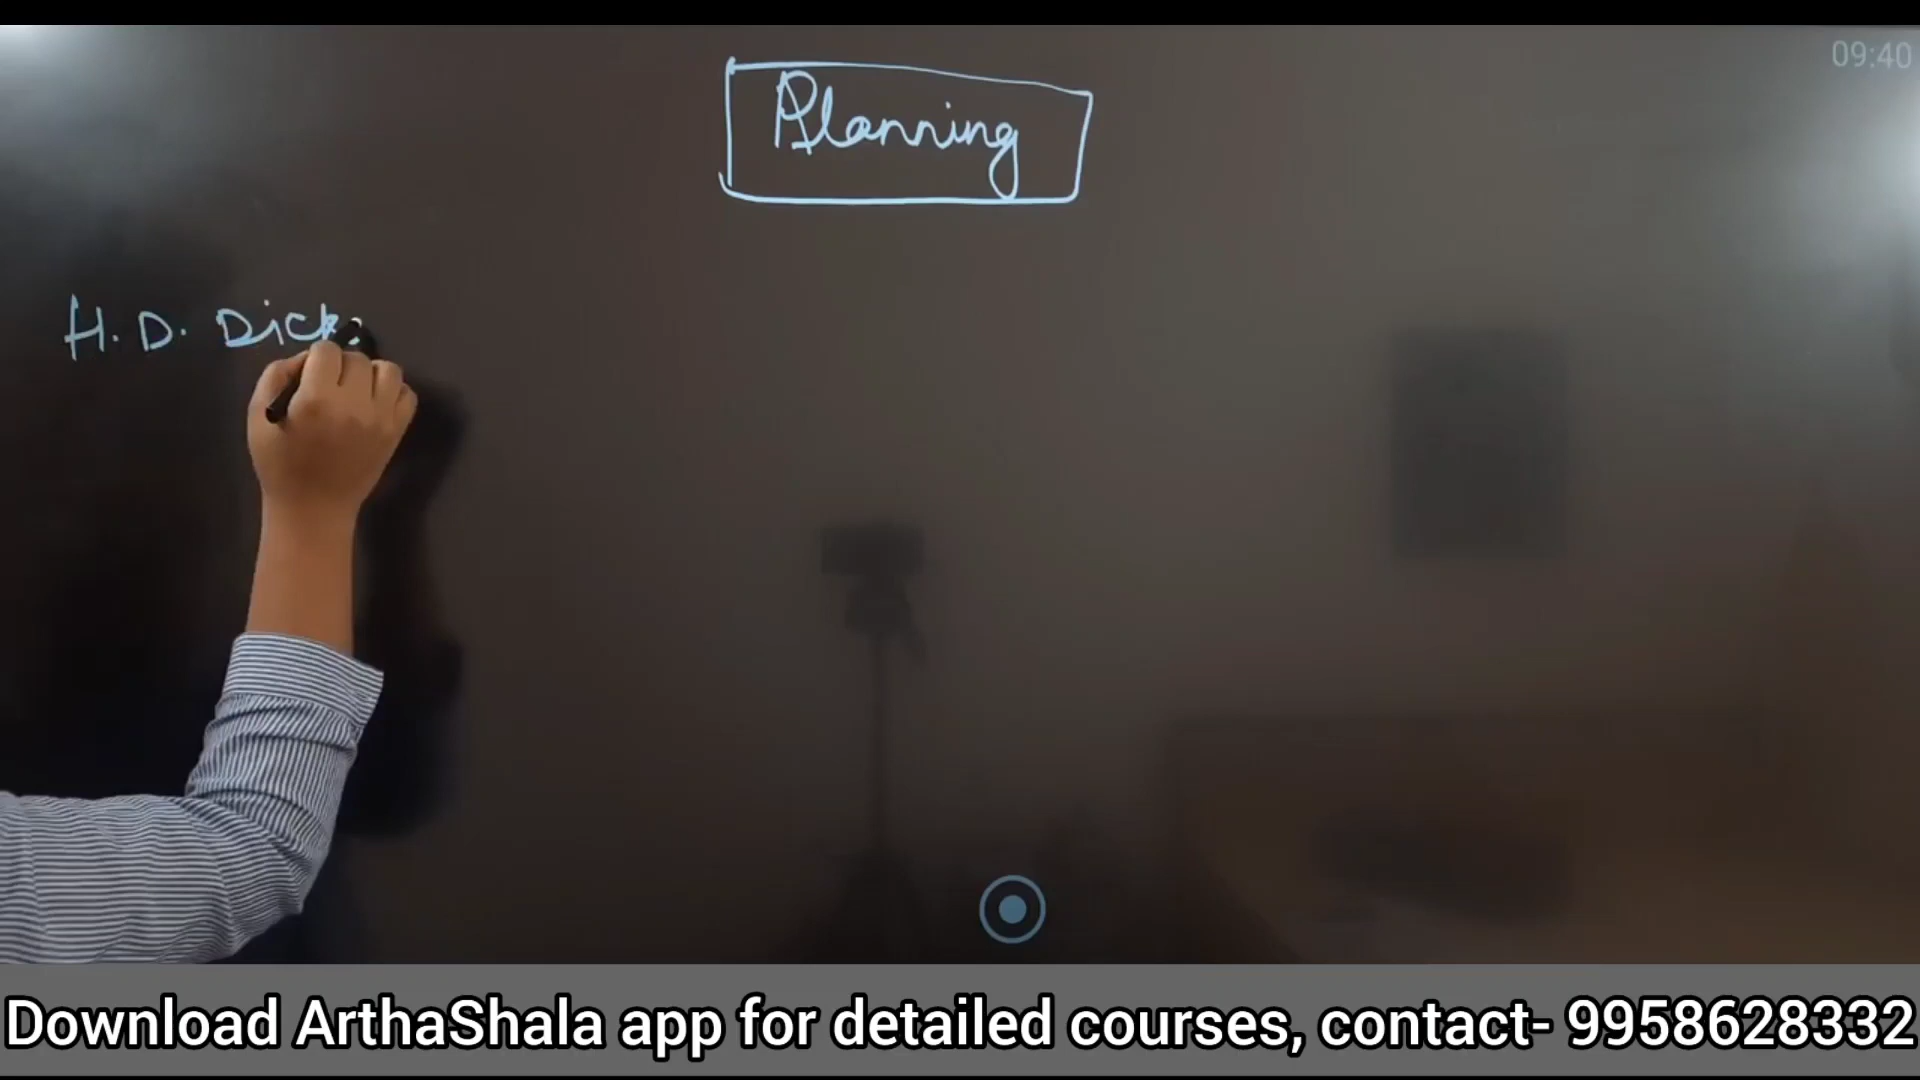 09:40
Planning
H. D. Dick
Download ArthaShala app for detailed courses, contact- 9958628332